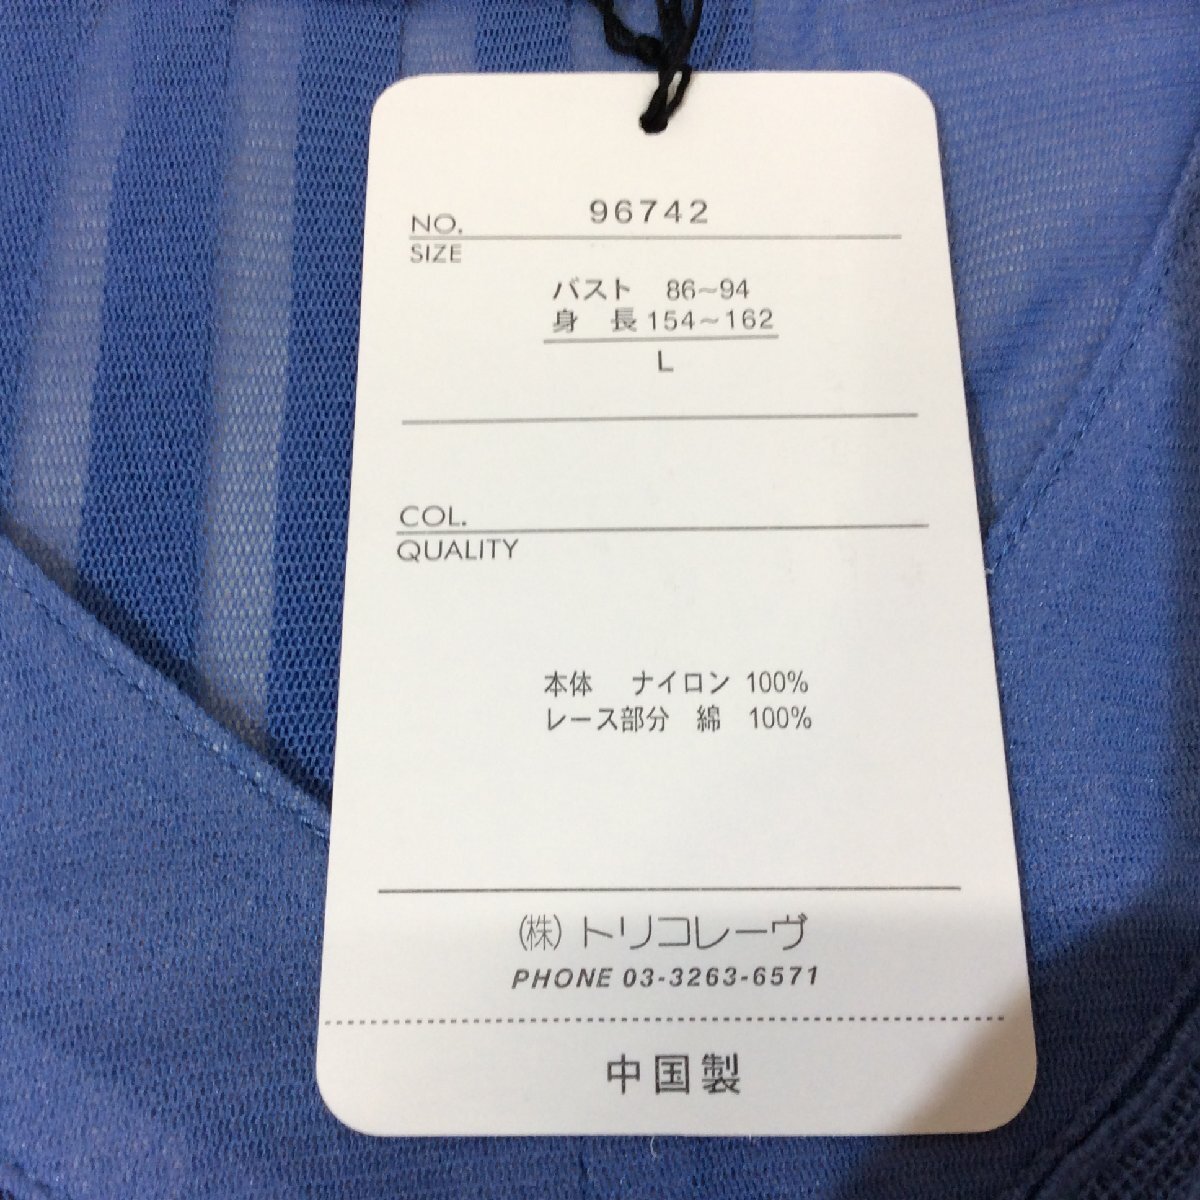 NO. 96742
SIZE
バスト 86~94
身 長 154~162
L
COL.
QUALITY
本体 ナイロン 100%
レース部分 綿 100%
(株)トリコレーヴ
PHONE 03-3263-6571
中国製